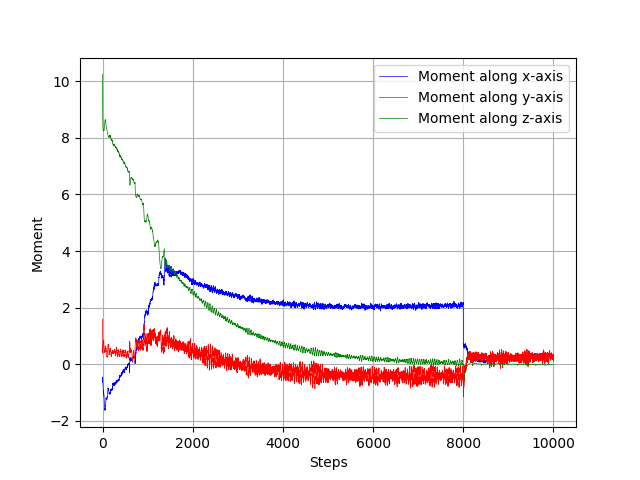 Moment along x-axis
Moment along y-axis
Moment along z-axis
10
8
6
4
2
0
−2
Moment
0
2000
4000
6000
8000
10000
Steps